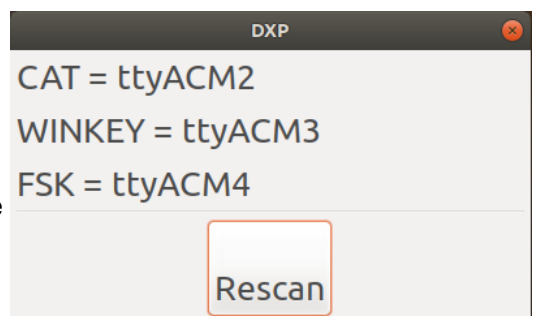 DXP
CAT = ttyACM2
WINKEY = ttyACM3
FSK = ttyACM4
Rescan